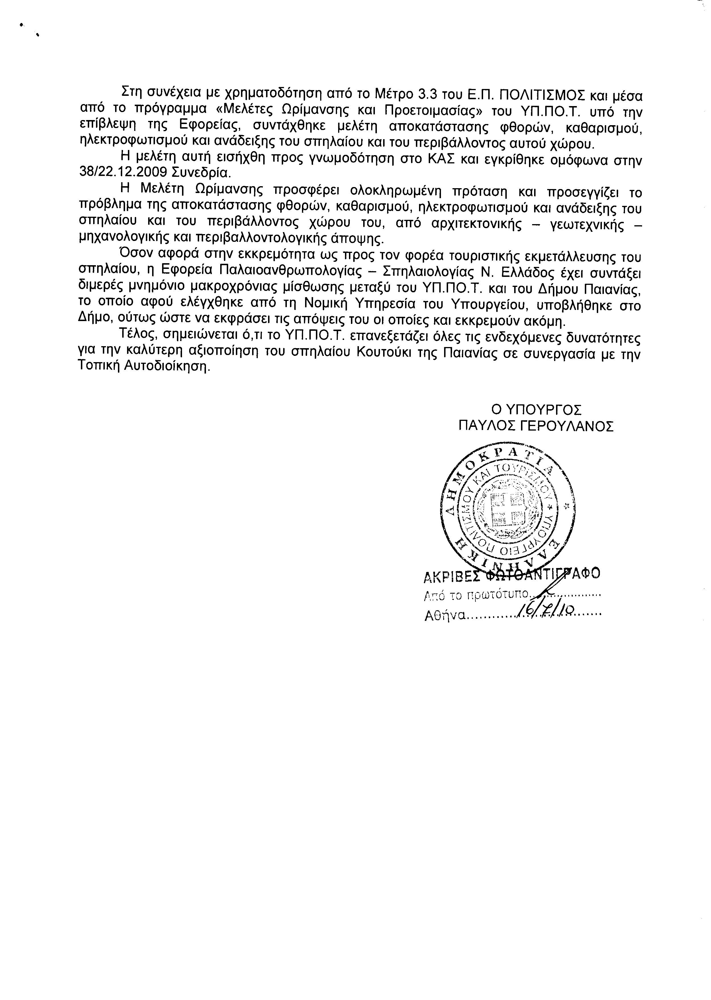 Στη συνέχεια με χρηματοδότηση από το Μέτρο 3.3 του Ε.Π. ΠΟΛΙΤΙΣΜΟΣ και μέσα
από το πρόγραμμα «Μελέτες Ωρίμανσης και Προετοιμασίας» του ΥΠ.ΠΟ.Τ. υπό την
επίβλεψη της Εφορείας, συντάχθηκε μελέτη αποκατάστασης φθορών, καθαρισμού,
ηλεκτροφωτισμού και ανάδειξης του σπηλαίου και του περιβάλλοντος αυτού χώρου.
Η μελέτη αυτή εισήχθη προς γνωμοδότηση στο ΚΑΣ και εγκρίθηκε ομόφωνα στην
38/22.12.2009 Συνεδρία.
Η Μελέτη Ωρίμανσης προσφέρει ολοκληρωμένη πρόταση και προσεγγίζει το
πρόβλημα της αποκατάστασης φθορών, καθαρισμού, ηλεκτροφωτισμού και ανάδειξης του
σπηλαίου και του περιβάλλοντος χώρου του, από αρχιτεκτονικής – γεωτεχνικής –
μηχανολογικής και περιβαλλοντολογικής άποψης.
Όσον αφορά στην εκκρεμότητα ως προς τον φορέα τουριστικής εκμετάλλευσης του
σπηλαίου, η Εφορεία Παλαιοανθρωπολογίας – Σπηλαιολογίας Ν. Ελλάδος έχει συντάξει
διμερές μνημόνιο μακροχρόνιας μίσθωσης μεταξύ του ΥΠ.ΠΟ.Τ. και του Δήμου Παιανίας,
το οποίο αφού ελέγχθηκε από τη Νομική Υπηρεσία του Υπουργείου, υποβλήθηκε στο
Δήμο, ούτως ώστε να εκφράσει τις απόψεις του οι οποίες και εκκρεμούν ακόμη.
Τέλος, σημειώνεται ό,τι το ΥΠ.ΠΟ.Τ. επανεξετάζει όλες τις ενδεχόμενες δυνατότητες
για την καλύτερη αξιοποίηση του σπηλαίου Κουτούκι της Παιανίας σε συνεργασία με την
Τοπική Αυτοδιοίκηση.
Ο ΥΠΟΥΡΓΟΣ
ΠΑΥΛΟΣ ΓΕΡΟΥΛΑΝΟΣ
ΕΛΛΗΝΙΚΗ ΔΗΜΟΚΡΑΤΙΑ *
ΥΠΟΥΡΓΕΙΟ ΠΟΛΙΤΙΣΜΟΥ ΚΑΙ ΤΟΥΡΙΣΜΟΥ *
ΑΚΡΙΒΕΣ ΦΩΤΟΑΝΤΙΓΡΑΦΟ
Από το πρωτότυπο
Αθήνα 16/7/10